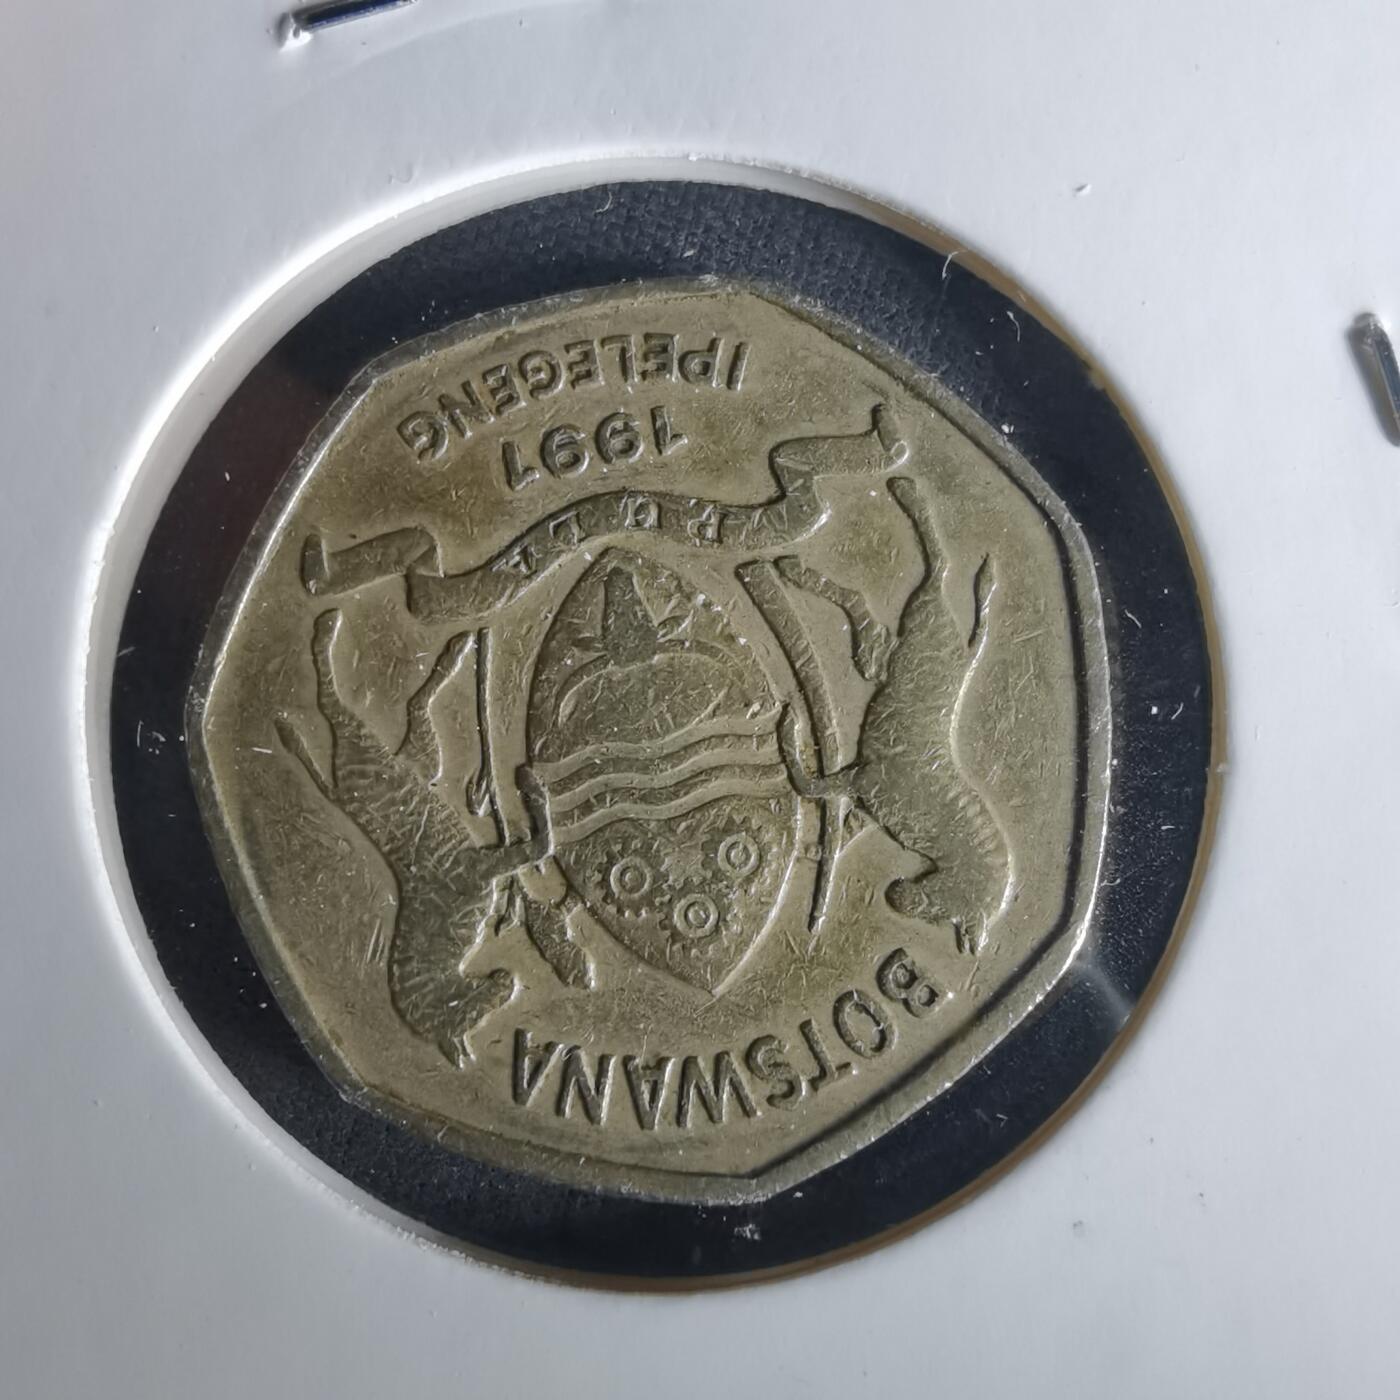 BOTSWANA
PULA
1997
IPELEGENG